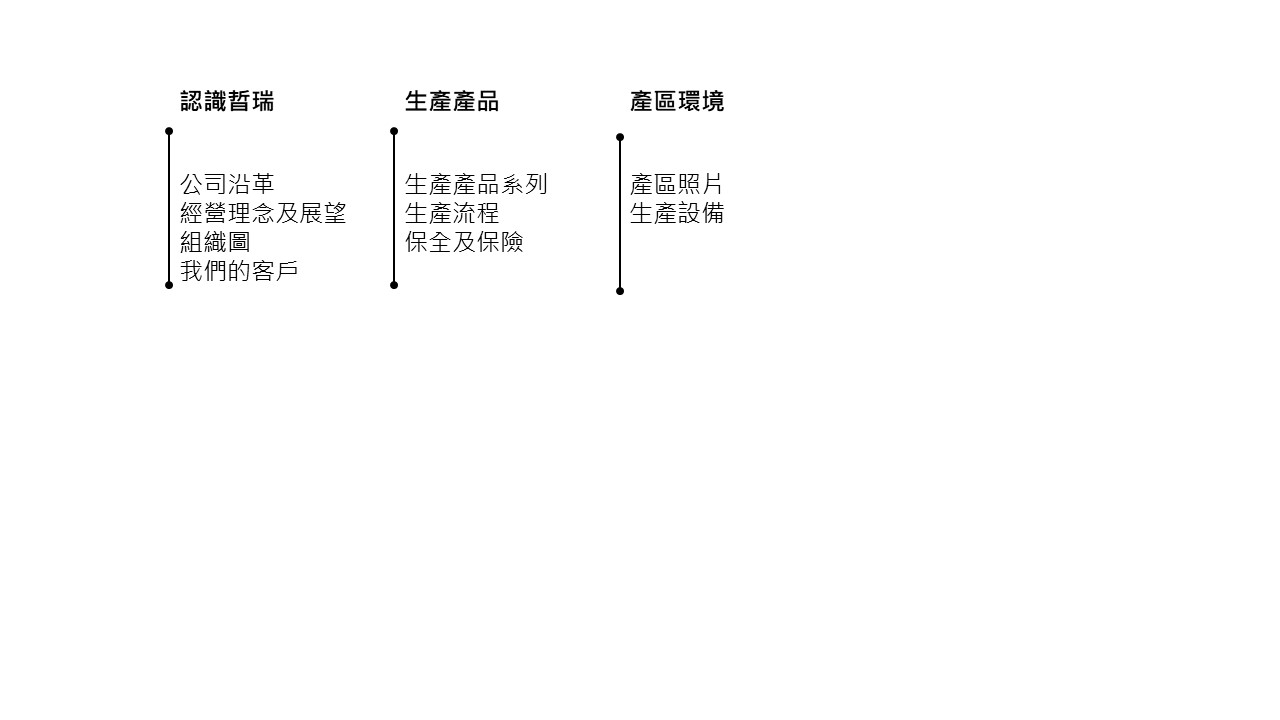 認識晢瑞
公司沿革
經營理念及展望
組織圖
我們的客戶
生產產品
生產產品系列
生產流程
保全及保險
產區環境
產區照片
生產設備